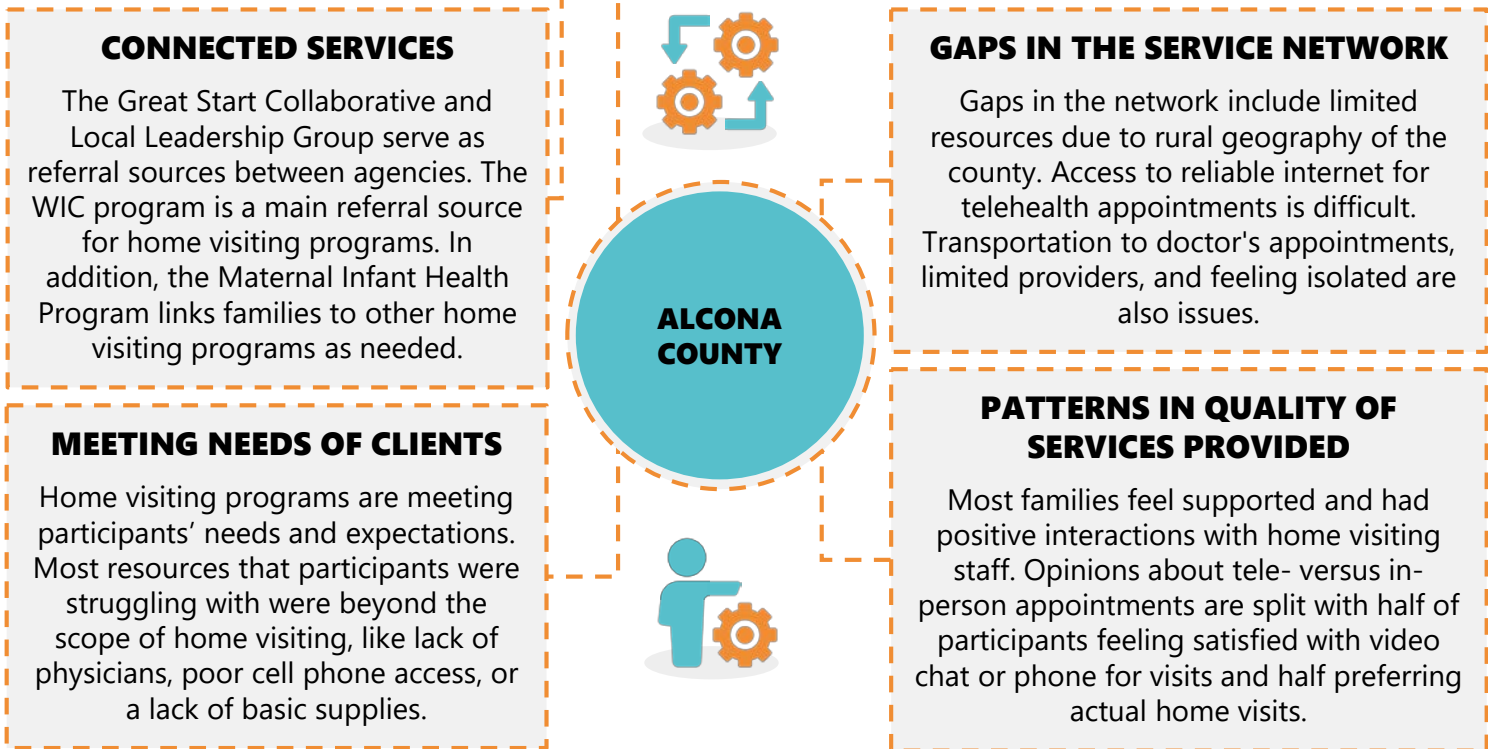 CONNECTED SERVICES
The Great Start Collaborative and
Local Leadership Group serve as
referral sources between agencies. The
WIC program is a main referral source
for home visiting programs. In
addition, the Maternal Infant Health
Program links families to other home
visiting programs as needed.
MEETING NEEDS OF CLIENTS
Home visiting programs are meeting
participants’ needs and expectations.
Most resources that participants were
struggling with were beyond the
scope of home visiting, like lack of
physicians, poor cell phone access, or
a lack of basic supplies.
ALCONA
COUNTY
GAPS IN THE SERVICE NETWORK
Gaps in the network include limited
resources due to rural geography of the
county. Access to reliable internet for
telehealth appointments is difficult.
Transportation to doctor's appointments,
limited providers, and feeling isolated are
also issues.
PATTERNS IN QUALITY OF
SERVICES PROVIDED
Most families feel supported and had
positive interactions with home visiting
staff. Opinions about tele- versus in-
person appointments are split with half of
participants feeling satisfied with video
chat or phone for visits and half preferring
actual home visits.